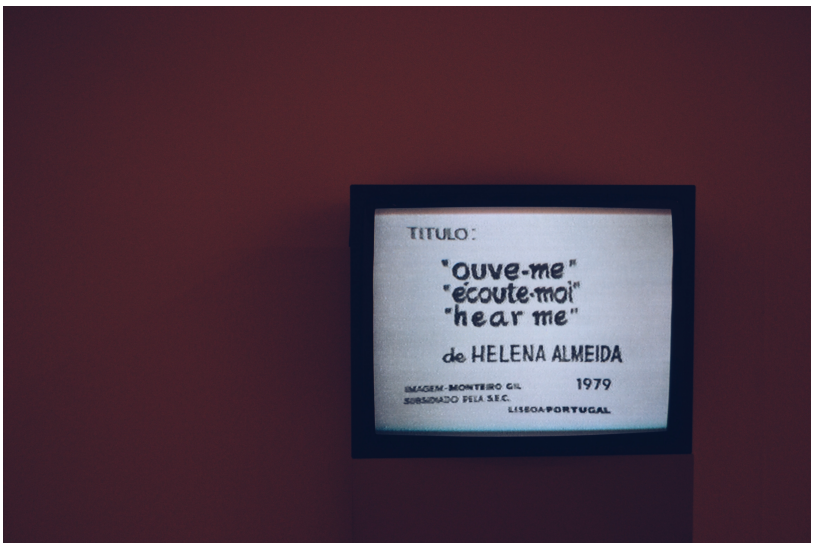 TITULO:
"ouve-me"
"écoute-moi"
"hear me"
de HELENA ALMEIDA
IMAGEM-MONTEIRO GIL 1979
SUBSIDIADO PELA S.E.C.
LISBOA-PORTUGAL